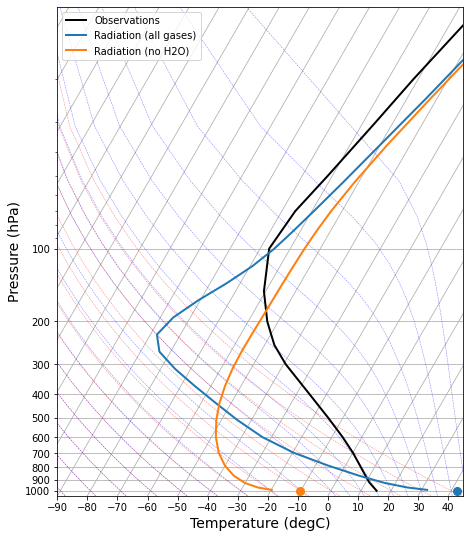 Observations
Radiation (all gases)
Radiation (no H2O)
Pressure (hPa)
100
200
300
400
500
600
700
800
900
1000
−90 −80 −70 −60 −50 −40 −30 −20 −10 0 10 20 30 40
Temperature (degC)